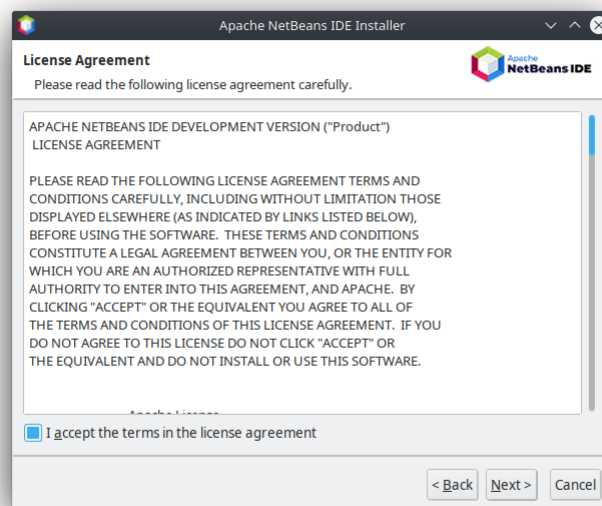 Apache NetBeans IDE Installer
License Agreement
Please read the following license agreement carefully.
Apache
NetBeans IDE
APACHE NETBEANS IDE DEVELOPMENT VERSION ("Product")
LICENSE AGREEMENT
PLEASE READ THE FOLLOWING LICENSE AGREEMENT TERMS AND
CONDITIONS CAREFULLY, INCLUDING WITHOUT LIMITATION THOSE
DISPLAYED ELSEWHERE (AS INDICATED BY LINKS LISTED BELOW),
BEFORE USING THE SOFTWARE.  THESE TERMS AND CONDITIONS
CONSTITUTE A LEGAL AGREEMENT BETWEEN YOU, OR THE ENTITY FOR
WHICH YOU ARE AN AUTHORIZED REPRESENTATIVE WITH FULL
AUTHORITY TO ENTER INTO THIS AGREEMENT, AND APACHE.  BY
CLICKING "ACCEPT" OR THE EQUIVALENT YOU AGREE TO ALL OF
THE TERMS AND CONDITIONS OF THIS LICENSE AGREEMENT.  IF YOU
DO NOT AGREE TO THIS LICENSE DO NOT CLICK "ACCEPT" OR
THE EQUIVALENT AND DO NOT INSTALL OR USE THIS SOFTWARE.
Apache License
I accept the terms in the license agreement
< Back
Next >
Cancel